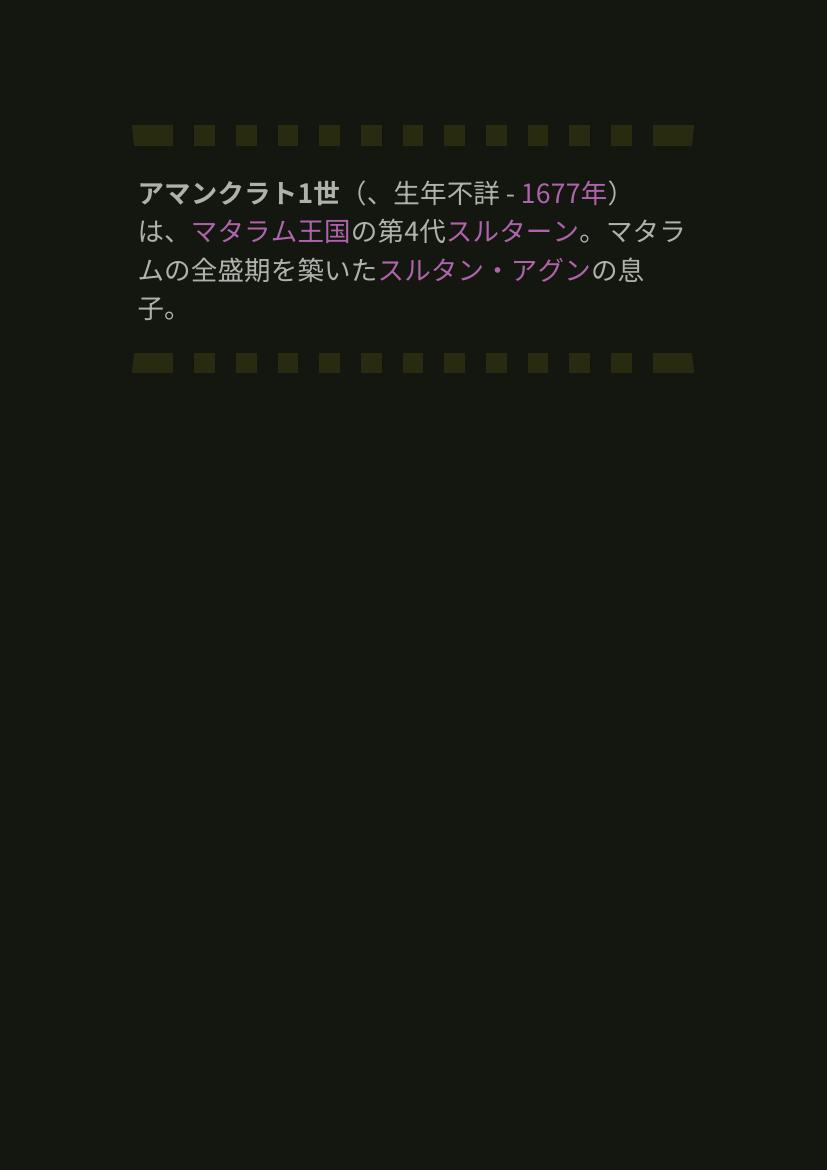 アマンクラト1世（、生年不詳 - 1677年）
は、マタラム王国の第4代スルターン。マタラ
ムの全盛期を築いたスルタン・アグンの息
子。